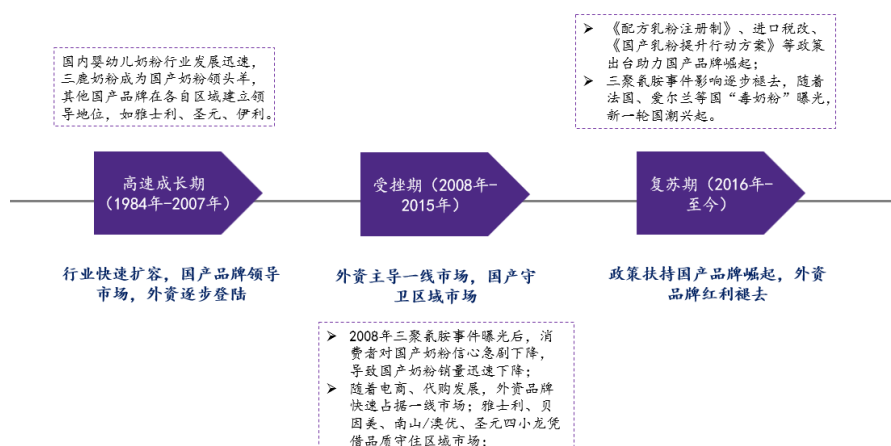 国内婴幼儿奶粉行业发展迅速，
三鹿奶粉成为国产奶粉领头羊，
其他国产品牌在各自区域建立领
导地位，如雅士利、圣元、伊利。
➢ 《配方乳粉注册制》、进口税改、
《国产乳粉提升行动方案》等政策
出台助力国产品牌崛起；
➢ 三聚氰胺事件影响逐步褪去，随着
法国、爱尔兰等国“毒奶粉”曝光，
新一轮国潮兴起。
高速成长期
（1984年-2007年）
受挫期（2008年-
2015年）
复苏期（2016年-
至今）
行业快速扩容，国产品牌领导
市场，外资逐步登陆
外资主导一线市场，国产守
卫区域市场
政策扶持国产品牌崛起，外资
品牌红利褪去
➢ 2008年三聚氰胺事件曝光后，消
费者对国产奶粉信心急剧下降，
导致国产奶粉销量迅速下降；
➢ 随着电商、代购发展，外资品牌
快速占据一线市场；雅士利、贝
因美、南山/澳优、圣元四小龙凭
借品质守住区域市场；